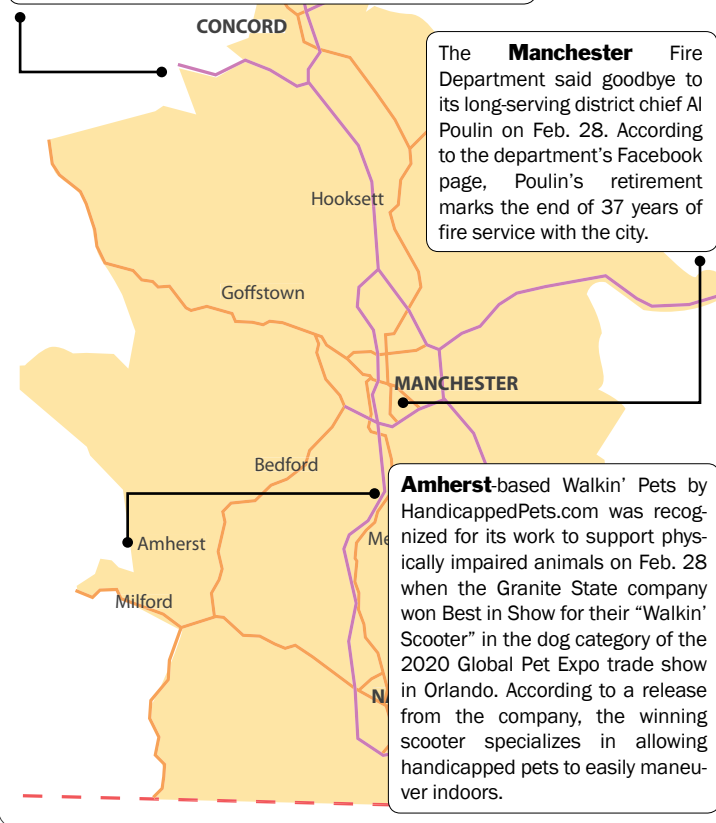 CONCORD
The Manchester Fire
Department said goodbye to
its long-serving district chief Al
Poulin on Feb. 28. According
to the department's Facebook
page, Poulin's retirement
marks the end of 37 years of
fire service with the city.
Hooksett
Goffstown
MANCHESTER
Bedford
Amherst
Milford
Amherst-based Walkin' Pets by
HandicappedPets.com was recog-
nized for its work to support phys-
ically impaired animals on Feb. 28
when the Granite State company
won Best in Show for their "Walkin'
Scooter" in the dog category of the
2020 Global Pet Expo trade show
in Orlando. According to a release
from the company, the winning
scooter specializes in allowing
handicapped pets to easily maneu-
ver indoors.